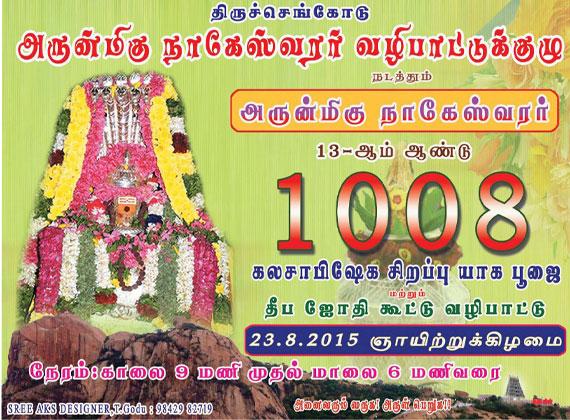 திருச்செங்கோடு
அருன்மிகு நாகேஸ்வரர் வழிபாட்டுக்குழு
நடத்தும்
அருன்மிகு நாகேஸ்வரர்
13-ஆம் ஆண்டு
1008
கலசாபிஷேக சிறப்பு யாக பூஜை
மற்றும்
தீப ஜோதி கூட்டு வழிபாட்டு
23.8.2015 ஞாயிற்றுக்கிழமை
நேரம்:காலை 9 மணி முதல் மாலை 6 மணிவரை
அனைவரும் வருக! அருள் பெறுக!!
SREE AKS DESIGNER,T.Godu : 98429 83719